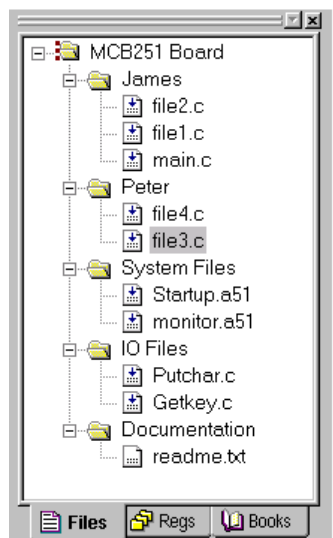 MCB251 Board
James
file2.c
file1.c
main.c
Peter
file4.c
file3.c
System Files
Startup.a51
monitor.a51
IO Files
Putchar.c
Getkey.c
Documentation
readme.txt
Files Regs Books